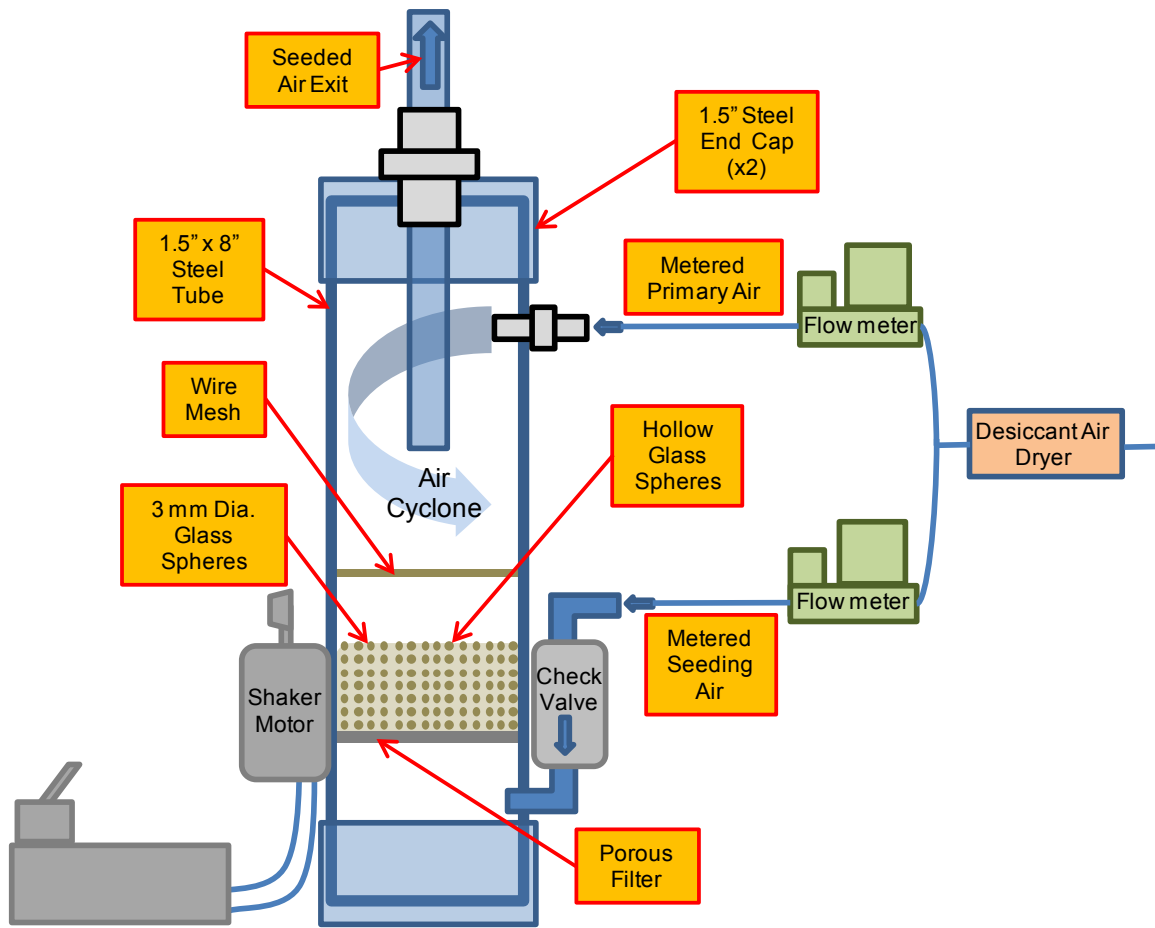 Seeded
Air Exit
1.5” Steel
End Cap
(x2)
1.5” x 8”
Steel
Tube
Metered
Primary Air
Flow meter
Wire
Mesh
Hollow
Glass
Spheres
Desiccant Air
Dryer
Air
Cyclone
3 mm Dia.
Glass
Spheres
Flow meter
Metered
Seeding
Air
Check
Valve
Shaker
Motor
Porous
Filter